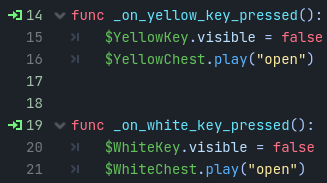 14 func _on_yellow_key_pressed():
15 $YellowKey.visible = false
16 $YellowChest.play("open")
17
18
19 func _on_white_key_pressed():
20 $WhiteKey.visible = false
21 $WhiteChest.play("open")